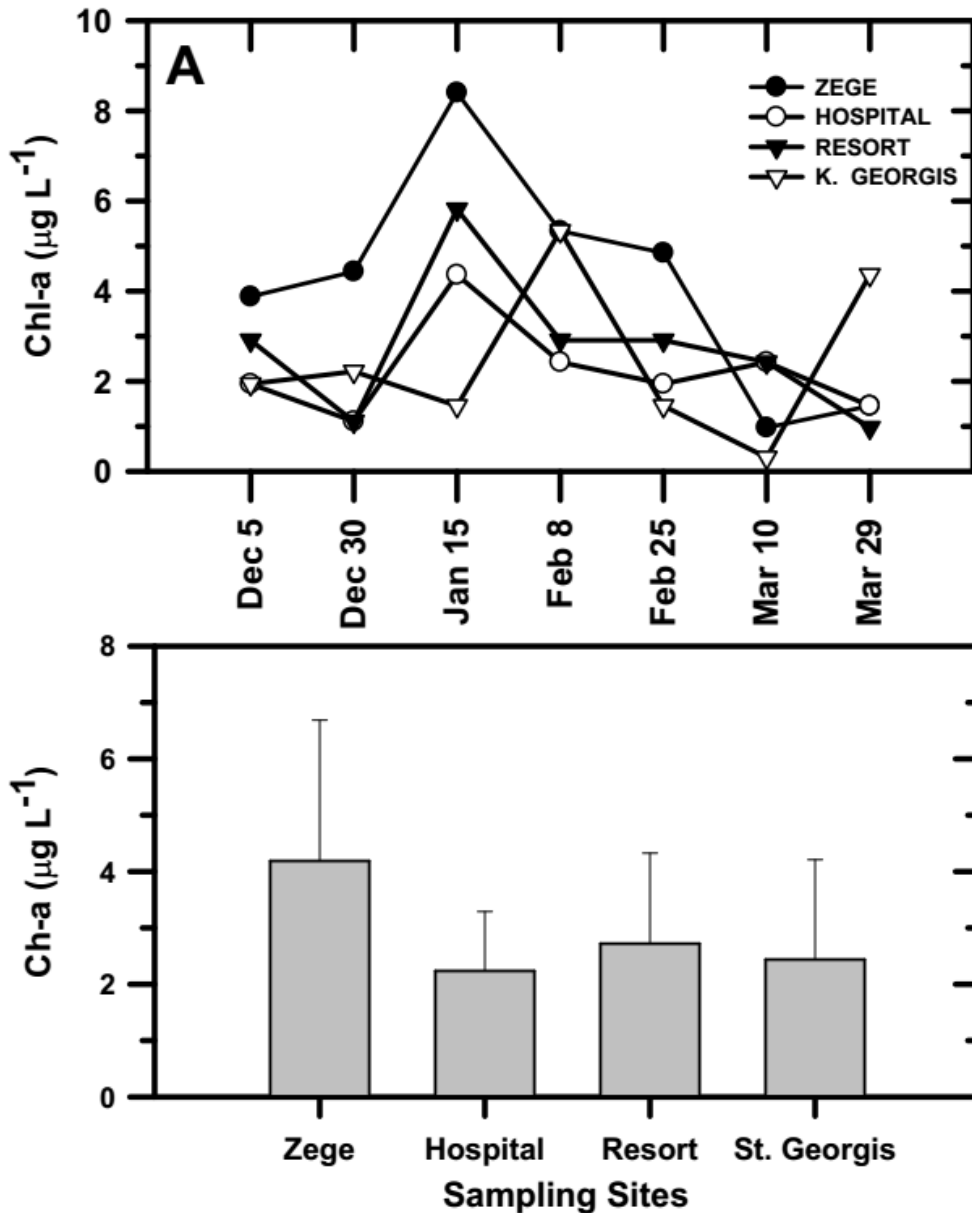 A
10
8
6
4
2
0
Chl-a (μg L⁻¹)
ZEGE
HOSPITAL
RESORT
K. GEORGIS
Dec 5
Dec 30
Jan 15
Feb 8
Feb 25
Mar 10
Mar 29
8
6
4
2
0
Ch-a (μg L⁻¹)
Zege Hospital Resort St. Georgis
Sampling Sites